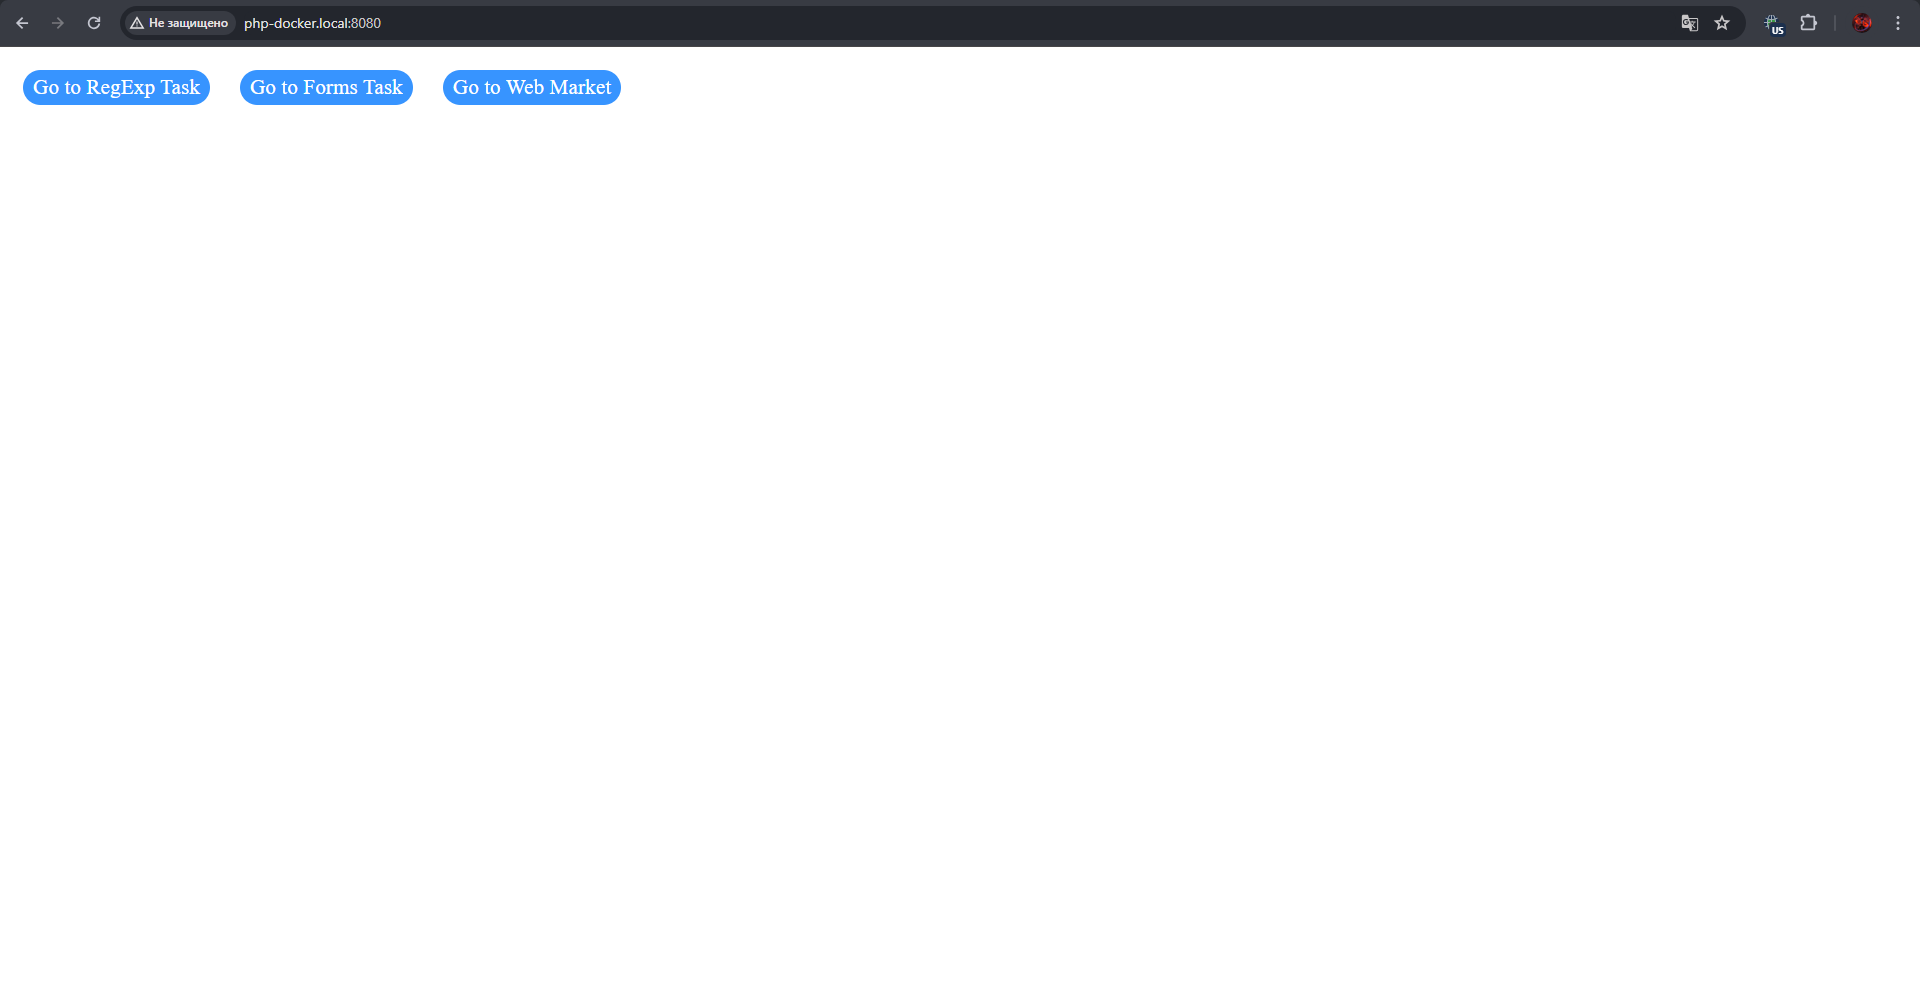 Не защищено php-docker.local:8080
US
Go to RegExp Task Go to Forms Task Go to Web Market